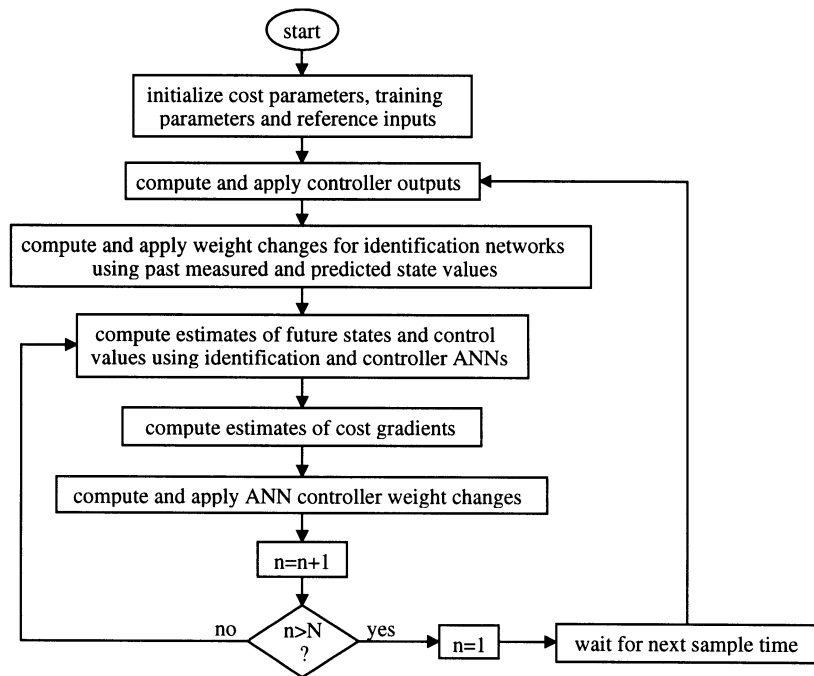 start
initialize cost parameters, training
parameters and reference inputs
compute and apply controller outputs
compute and apply weight changes for identification networks
using past measured and predicted state values
compute estimates of future states and control
values using identification and controller ANNs
compute estimates of cost gradients
compute and apply ANN controller weight changes
n=n+1
no
n>N
?
yes
n=1
wait for next sample time